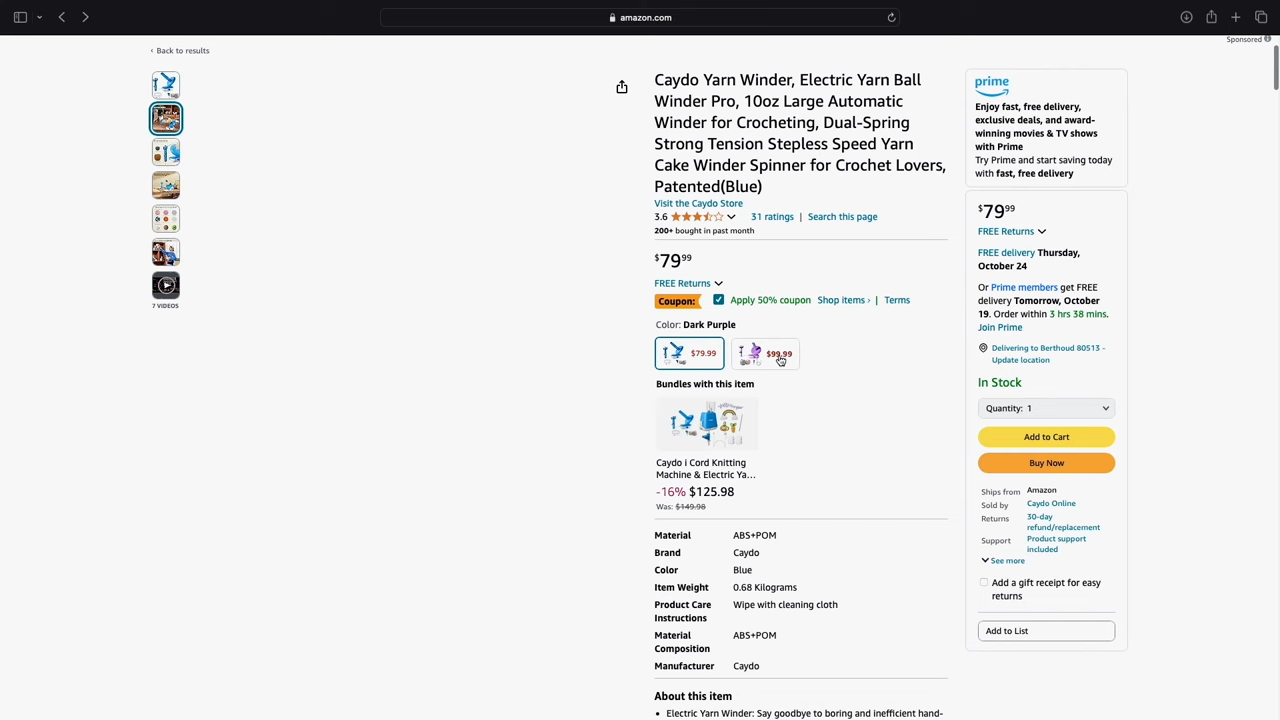 amazon.com
Sponsored
‹ Back to results
7 VIDEOS
Caydo Yarn Winder, Electric Yarn Ball
Winder Pro, 10oz Large Automatic
Winder for Crocheting, Dual-Spring
Strong Tension Stepless Speed Yarn
Cake Winder Spinner for Crochet Lovers,
Patented(Blue)
Visit the Caydo Store
3.6 31 ratings | Search this page
200+ bought in past month
$79.99
FREE Returns
Coupon: Apply 50% coupon Shop items › | Terms
Color: Dark Purple
$79.99 $99.99
Bundles with this item
Caydo i Cord Knitting
Machine & Electric Ya...
-16% $125.98
Was: $149.98
Material ABS+POM
Brand Caydo
Color Blue
Item Weight 0.68 Kilograms
Product Care Wipe with cleaning cloth
Instructions
Material ABS+POM
Composition
Manufacturer Caydo
About this item
• Electric Yarn Winder: Say goodbye to boring and inefficient hand-
prime
Enjoy fast, free delivery,
exclusive deals, and award-
winning movies & TV shows
with Prime
Try Prime and start saving today
with fast, free delivery
$79.99
FREE Returns
FREE delivery Thursday,
October 24
Or Prime members get FREE
delivery Tomorrow, October
19. Order within 3 hrs 38 mins.
Join Prime
Delivering to Berthoud 80513 -
Update location
In Stock
Quantity: 1
Add to Cart
Buy Now
Ships from Amazon
Sold by Caydo Online
Returns 30-day
refund/replacement
Support Product support
included
See more
Add a gift receipt for easy
returns
Add to List